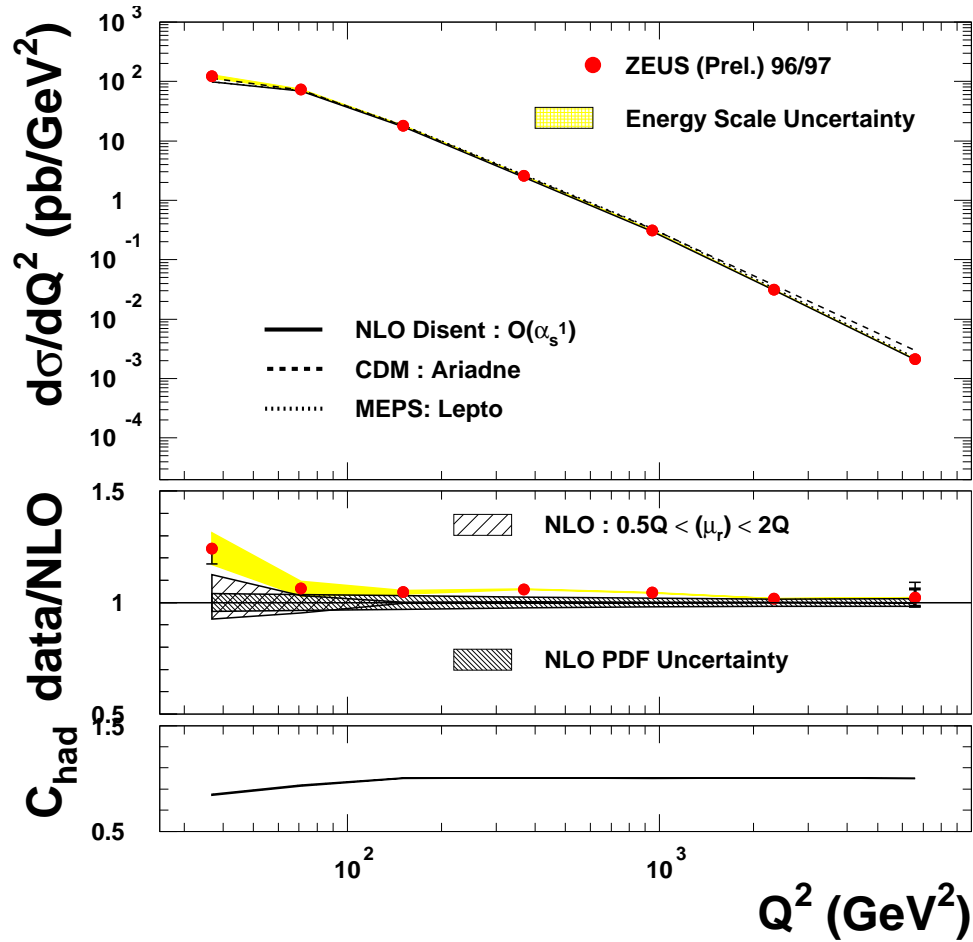 dσ/dQ² (pb/GeV²)
10³
10²
10
1
10⁻¹
10⁻²
10⁻³
10⁻⁴
ZEUS (Prel.) 96/97
Energy Scale Uncertainty
NLO Disent : O(αₛ¹)
CDM : Ariadne
MEPS: Lepto
data/NLO
1.5
1
0.5
NLO : 0.5Q < (μᵣ) < 2Q
NLO PDF Uncertainty
C_had
1.5
0.5
10² 10³
Q² (GeV²)